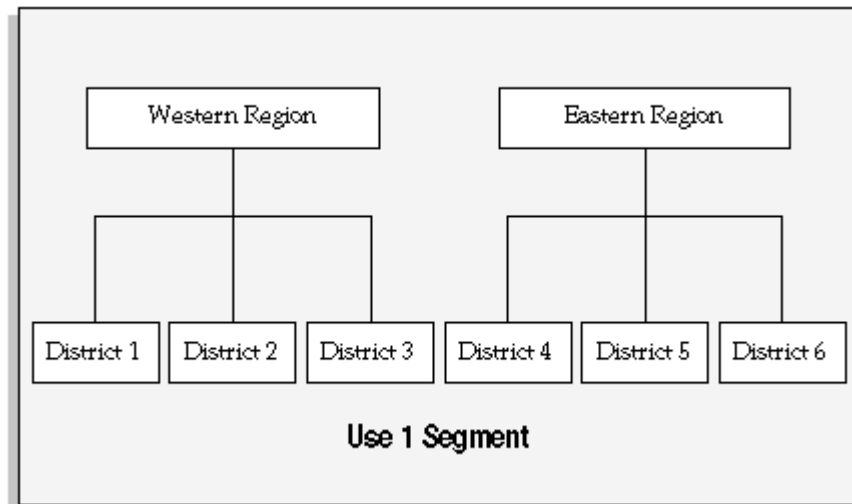 Western Region
Eastern Region
District 1
District 2
District 3
District 4
District 5
District 6
Use 1 Segment